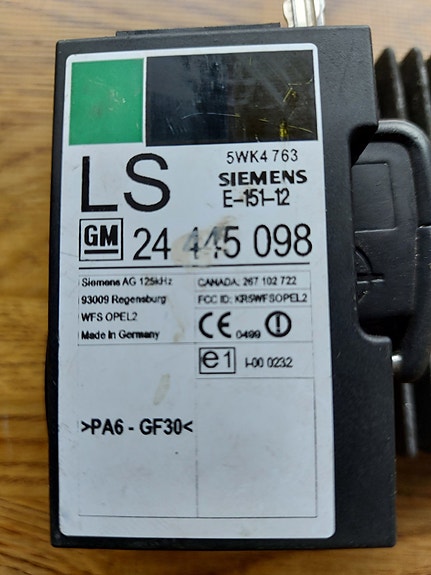 LS
5WK4 763
SIEMENS
E-151-12
GM 24 445 098
Siemens AG 125kHz
93009 Regensburg
WFS OPEL2
Made In Germany
CANADA: 267 102 722
FCC ID: KR5WFSOPEL2
CE 0499
e1 I-00 0232
>PA6 - GF30<